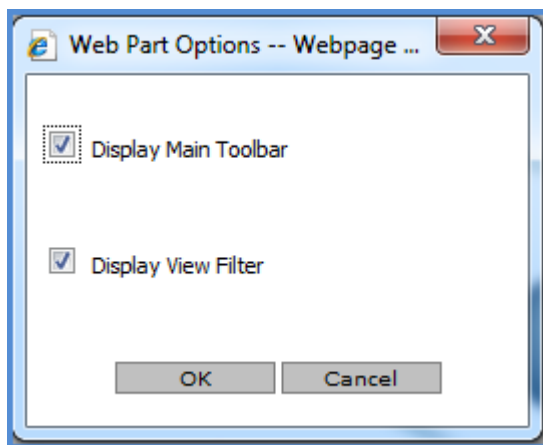 Web Part Options -- Webpage ...
Display Main Toolbar
Display View Filter
OK Cancel